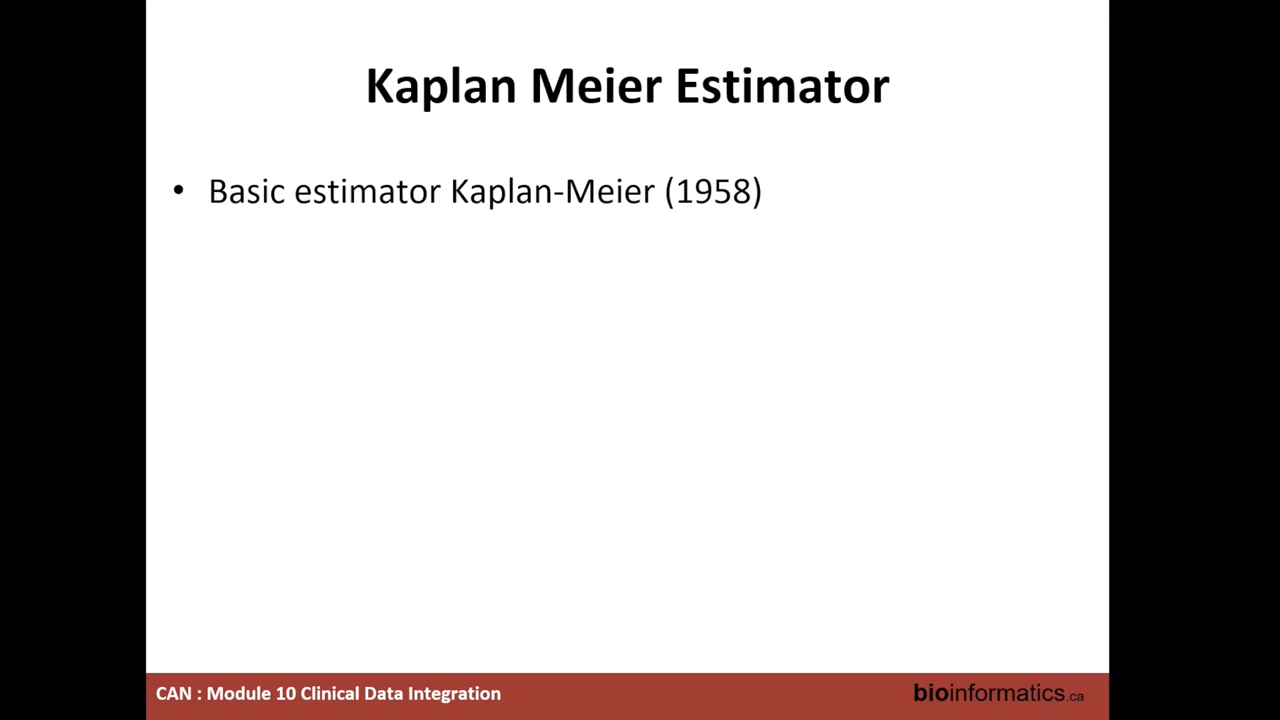 Kaplan Meier Estimator
• Basic estimator Kaplan-Meier (1958)
CAN : Module 10 Clinical Data Integration
bioinformatics.ca